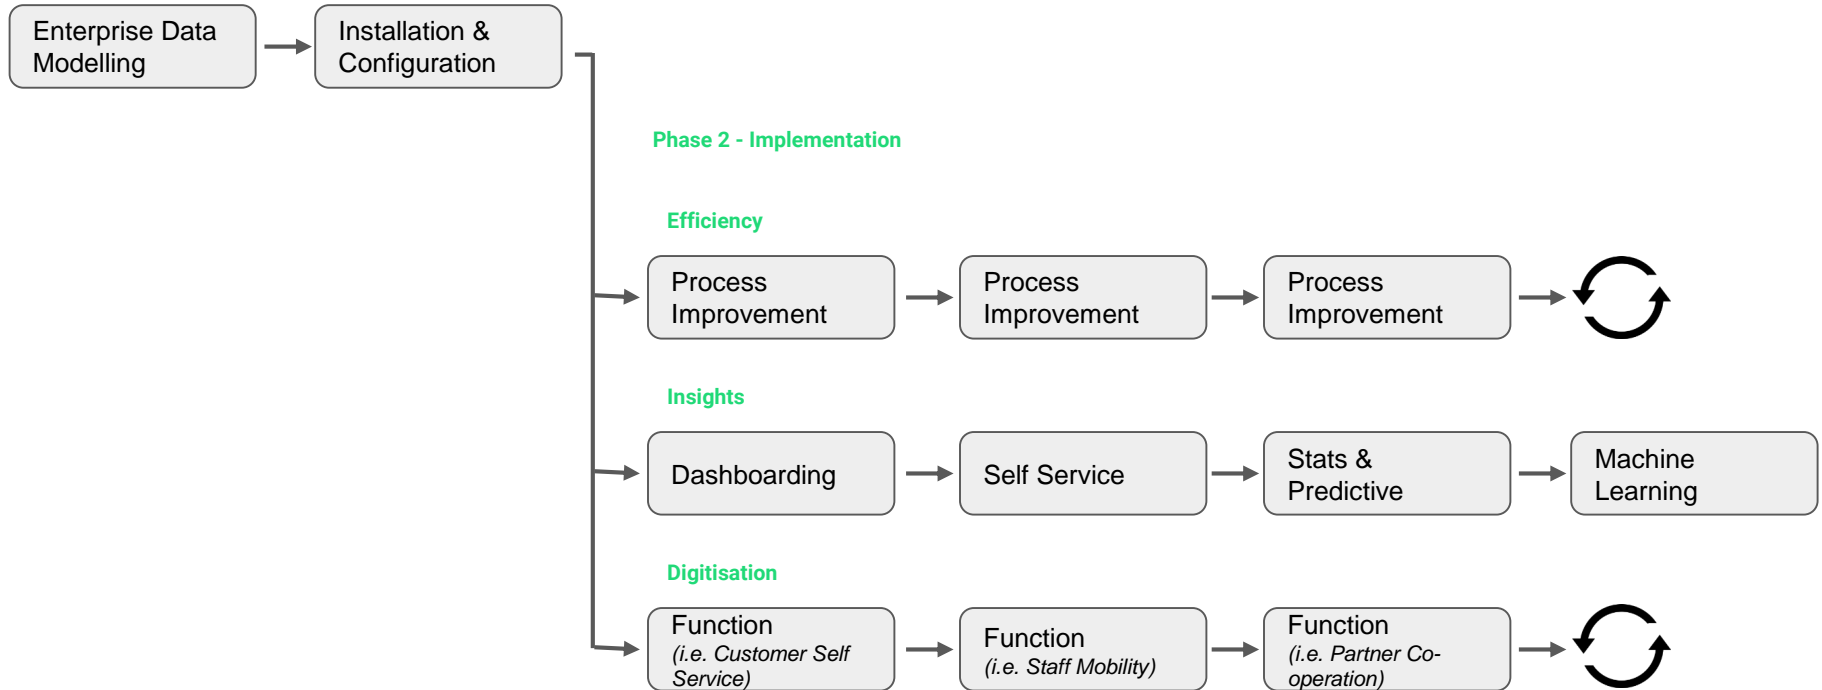 Enterprise Data
Modelling
Installation &
Configuration
Phase 2 - Implementation
Efficiency
Process
Improvement
Process
Improvement
Process
Improvement
Insights
Dashboarding
Self Service
Stats &
Predictive
Machine
Learning
Digitisation
Function
(i.e. Customer Self
Service)
Function
(i.e. Staff Mobility)
Function
(i.e. Partner Co-
operation)